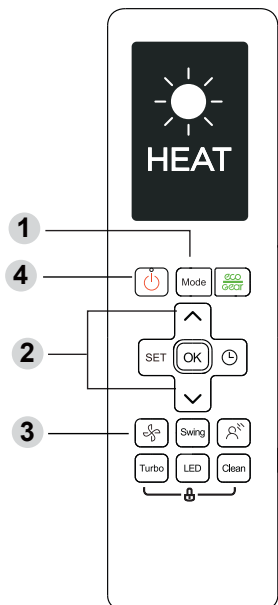 HEAT
1
4
Mode
eco
Gear
2
SET
OK
3
Swing
Turbo
LED
Clean